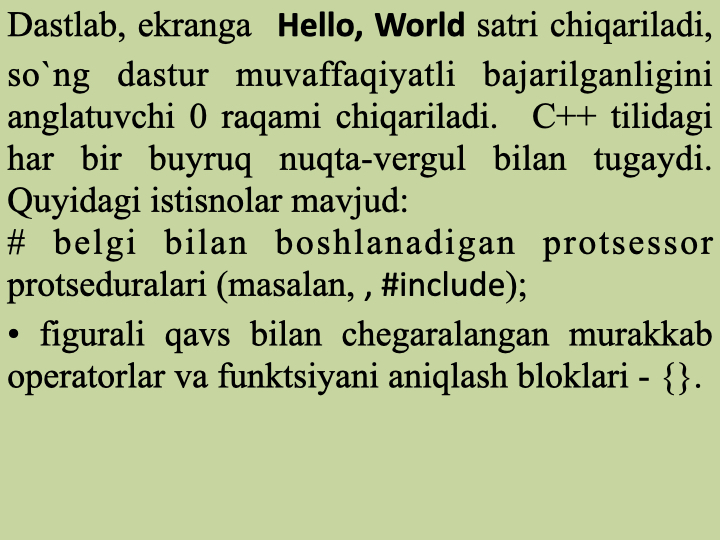 Dastlab, ekranga Hello, World satri chiqariladi,
so`ng dastur muvaffaqiyatli bajarilganligini
anglatuvchi 0 raqami chiqariladi. C++ tilidagi
har bir buyruq nuqta-vergul bilan tugaydi.
Quyidagi istisnolar mavjud:
# belgi bilan boshlanadigan protsessor
protseduralari (masalan, , #include);
• figurali qavs bilan chegaralangan murakkab
operatorlar va funktsiyani aniqlash bloklari - {}.